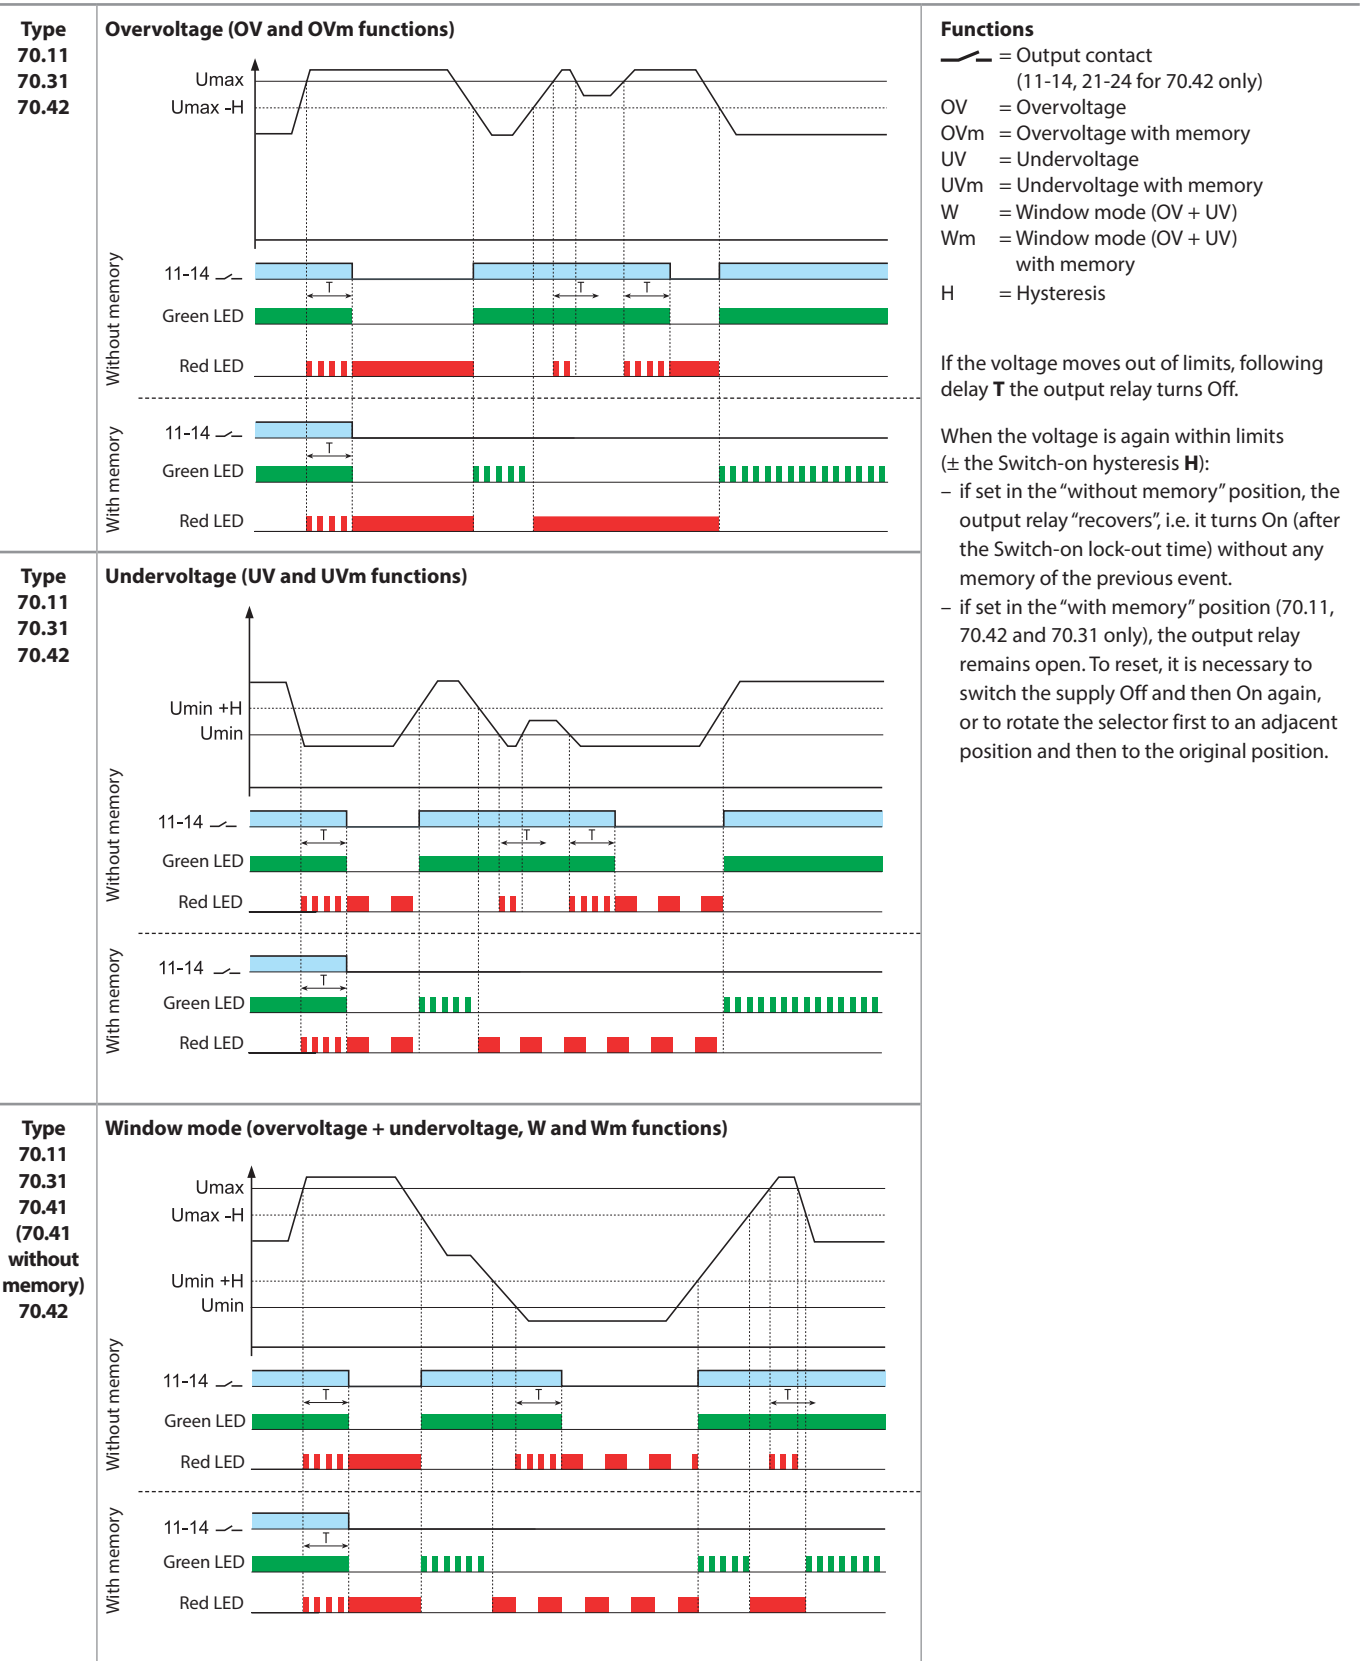 Type
70.11
70.31
70.42
Overvoltage (OV and OVm functions)
Umax
Umax -H
Without memory
11-14
T
T
T
Green LED
Red LED
With memory
11-14
T
Green LED
Red LED
Type
70.11
70.31
70.42
Undervoltage (UV and UVm functions)
Umin +H
Umin
Without memory
11-14
T
T
T
Green LED
Red LED
With memory
11-14
T
Green LED
Red LED
Type
70.11
70.31
70.41
(70.41
without
memory)
70.42
Window mode (overvoltage + undervoltage, W and Wm functions)
Umax
Umax -H
Umin +H
Umin
Without memory
11-14
T
T
T
Green LED
Red LED
With memory
11-14
T
Green LED
Red LED
Functions
= Output contact
(11-14, 21-24 for 70.42 only)
OV = Overvoltage
OVm = Overvoltage with memory
UV = Undervoltage
UVm = Undervoltage with memory
W = Window mode (OV + UV)
Wm = Window mode (OV + UV)
with memory
H = Hysteresis
If the voltage moves out of limits, following
delay T the output relay turns Off.
When the voltage is again within limits
(± the Switch-on hysteresis H):
– if set in the “without memory” position, the
output relay “recovers”, i.e. it turns On (after
the Switch-on lock-out time) without any
memory of the previous event.
– if set in the “with memory” position (70.11,
70.42 and 70.31 only), the output relay
remains open. To reset, it is necessary to
switch the supply Off and then On again,
or to rotate the selector first to an adjacent
position and then to the original position.